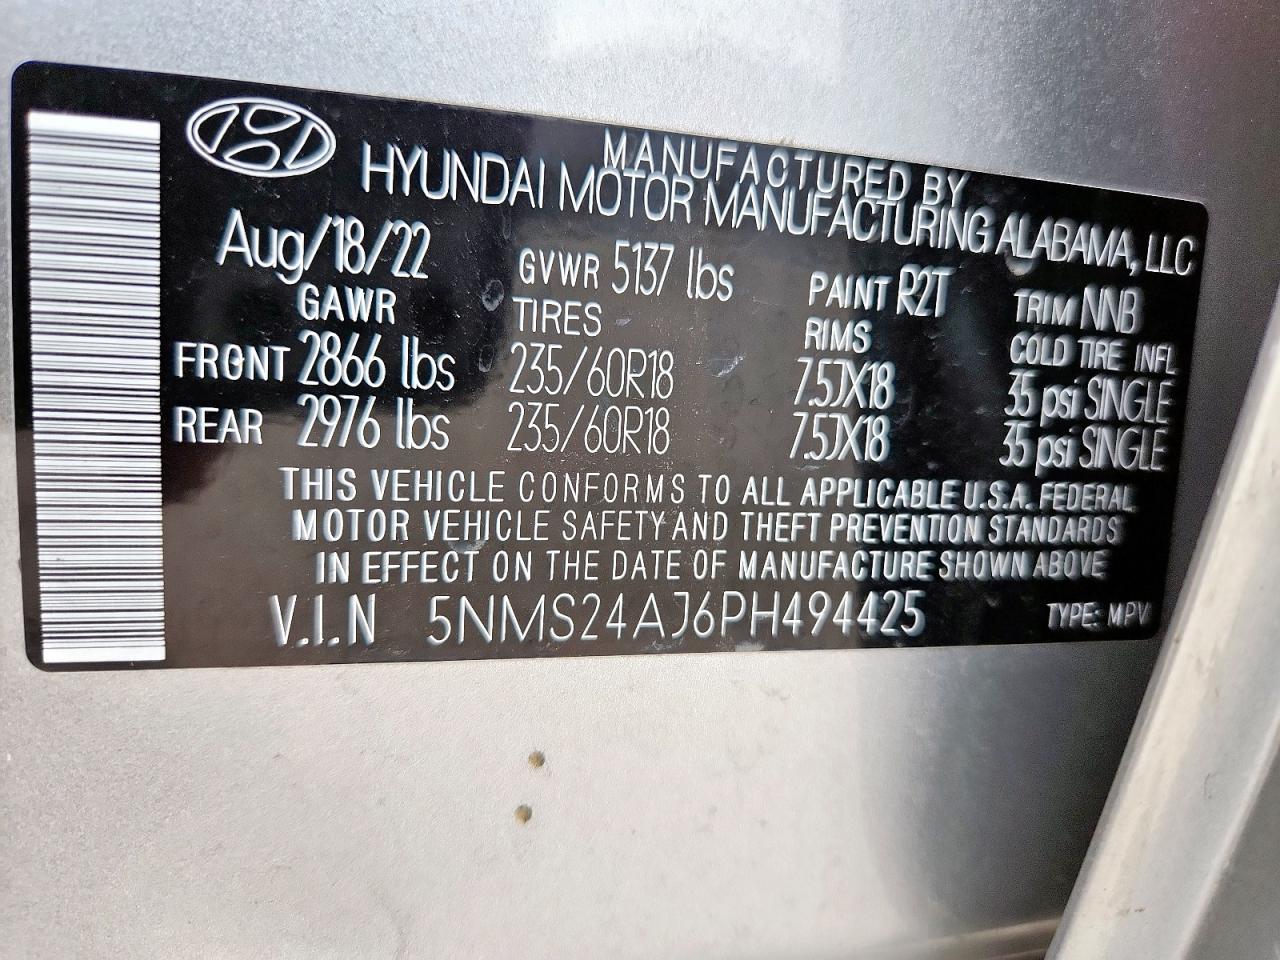 MANUFACTURED BY
HYUNDAI MOTOR MANUFACTURING ALABAMA, LLC
Aug/18/22 GVWR 5137 lbs PAINT R2T TRIM NNB
GAWR TIRES RIMS COLD TIRE INFL
FRONT 2866 lbs 235/60R18 7.5JX18 35 psi SINGLE
REAR 2976 lbs 235/60R18 7.5JX18 35 psi SINGLE
THIS VEHICLE CONFORMS TO ALL APPLICABLE U.S.A. FEDERAL
MOTOR VEHICLE SAFETY AND THEFT PREVENTION STANDARDS
IN EFFECT ON THE DATE OF MANUFACTURE SHOWN ABOVE
V.I.N 5NMS24AJ6PH494425 TYPE: MPV